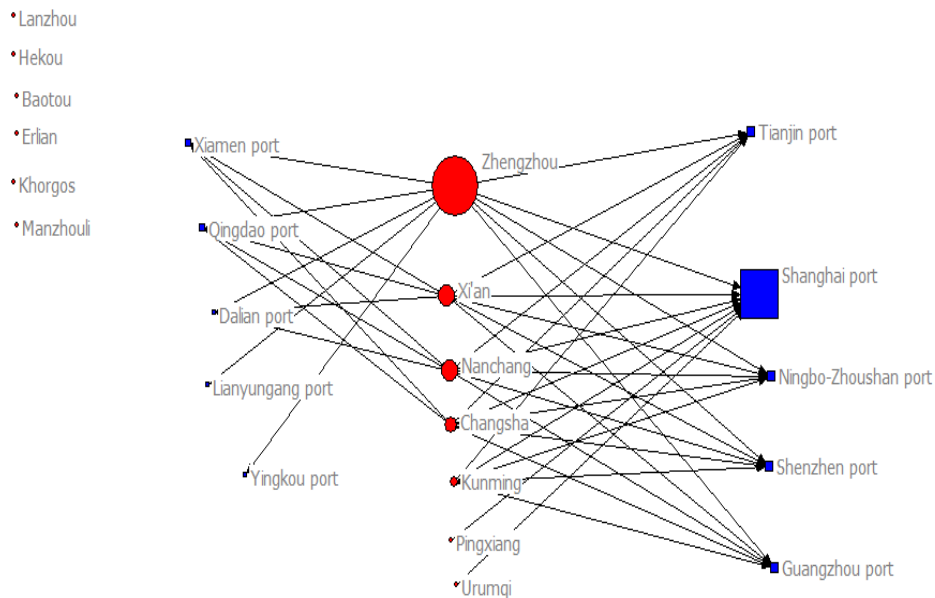 Lanzhou
Hekou
Baotou
Erlian
Khorgos
Manzhouli
Xiamen port
Qingdao port
Dalian port
Lianyungang port
Yingkou port
Zhengzhou
Xi'an
Nanchang
Changsha
Kunming
Pingxiang
Urumqi
Tianjin port
Shanghai port
Ningbo-Zhoushan port
Shenzhen port
Guangzhou port